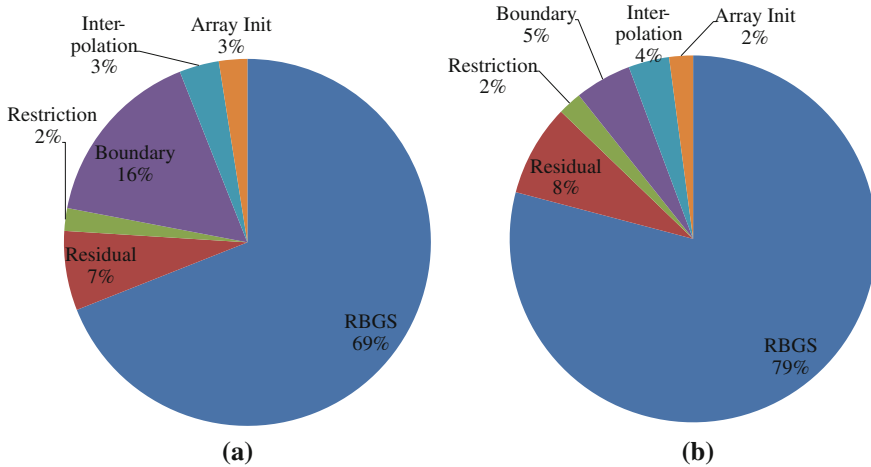 Inter-
polation
3%
Array Init
3%
Restriction
2%
Boundary
16%
Residual
7%
RBGS
69%
(a)
Boundary
5%
Inter-
polation
4%
Array Init
2%
Restriction
2%
Residual
8%
RBGS
79%
(b)